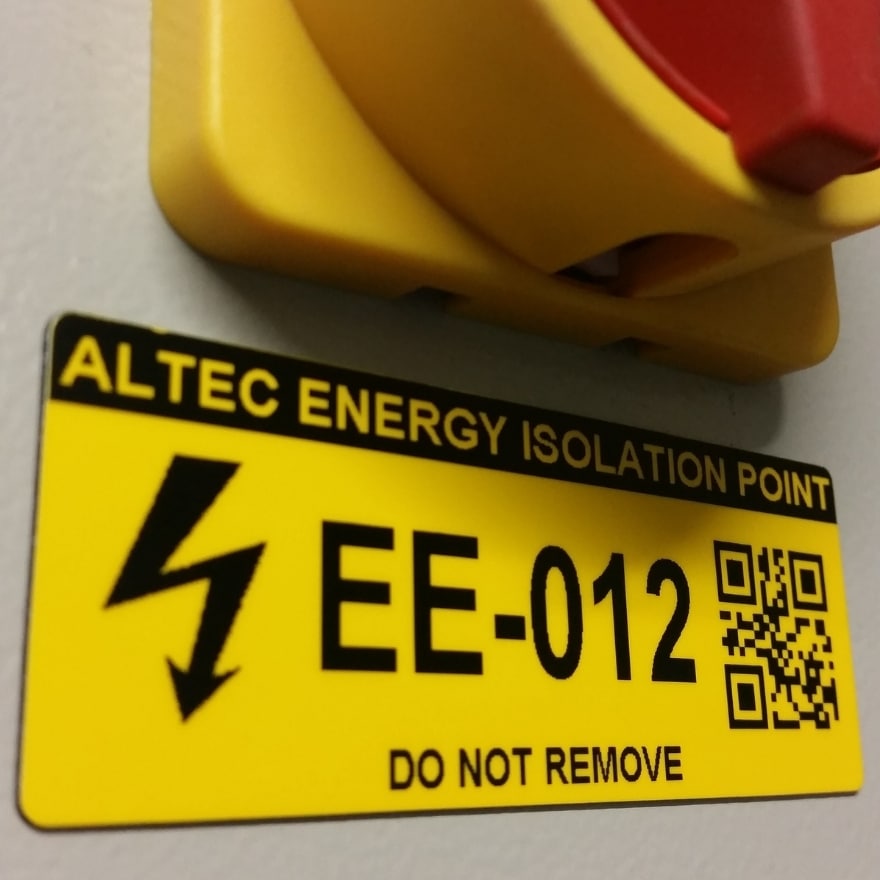 ALTEC ENERGY ISOLATION POINT
EE-012
DO NOT REMOVE